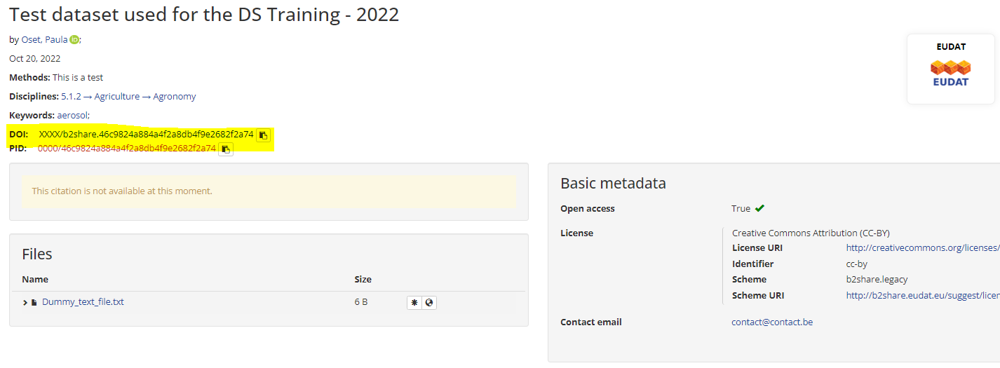 Test dataset used for the DS Training - 2022
by Oset, Paula iD;
Oct 20, 2022
Methods: This is a test
Disciplines: 5.1.2 → Agriculture → Agronomy
Keywords: aerosol;
DOI: XXXX/b2share.46c9824a884a4f2a8db4f9e2682f2a74
PID: 0000/46c9824a884a4f2a8db4f9e2682f2a74
EUDAT
EUDAT
This citation is not available at this moment.
Files
Name Size
Dummy_text_file.txt 6 B
Basic metadata
Open access True
License Creative Commons Attribution (CC-BY)
License URI http://creativecommons.org/licenses/
Identifier cc-by
Scheme b2share.legacy
Scheme URI http://b2share.eudat.eu/suggest/licen
Contact email contact@contact.be